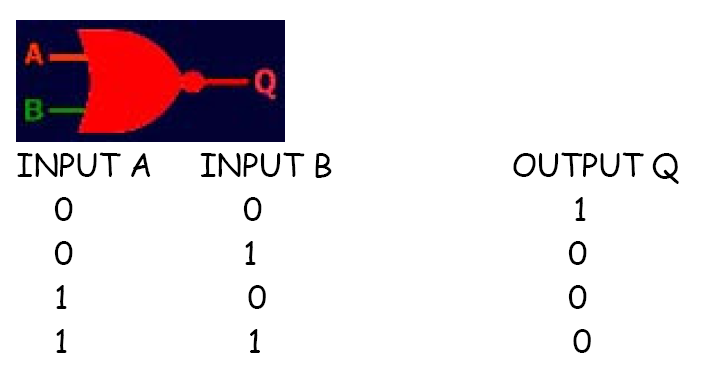 A
B
Q
INPUT A INPUT B OUTPUT Q
0 0 1
0 1 0
1 0 0
1 1 0